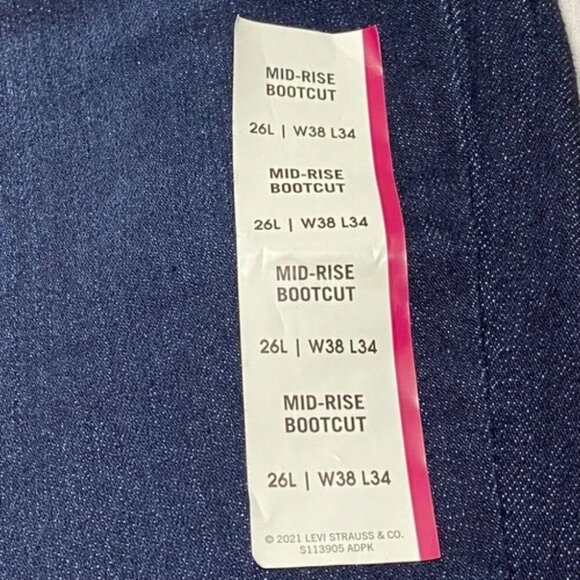 MID-RISE
BOOTCUT
26L | W38 L34
MID-RISE
BOOTCUT
26L | W38 L34
MID-RISE
BOOTCUT
26L | W38 L34
MID-RISE
BOOTCUT
26L | W38 L34
© 2021 LEVI STRAUSS & CO.
S113905 ADPK